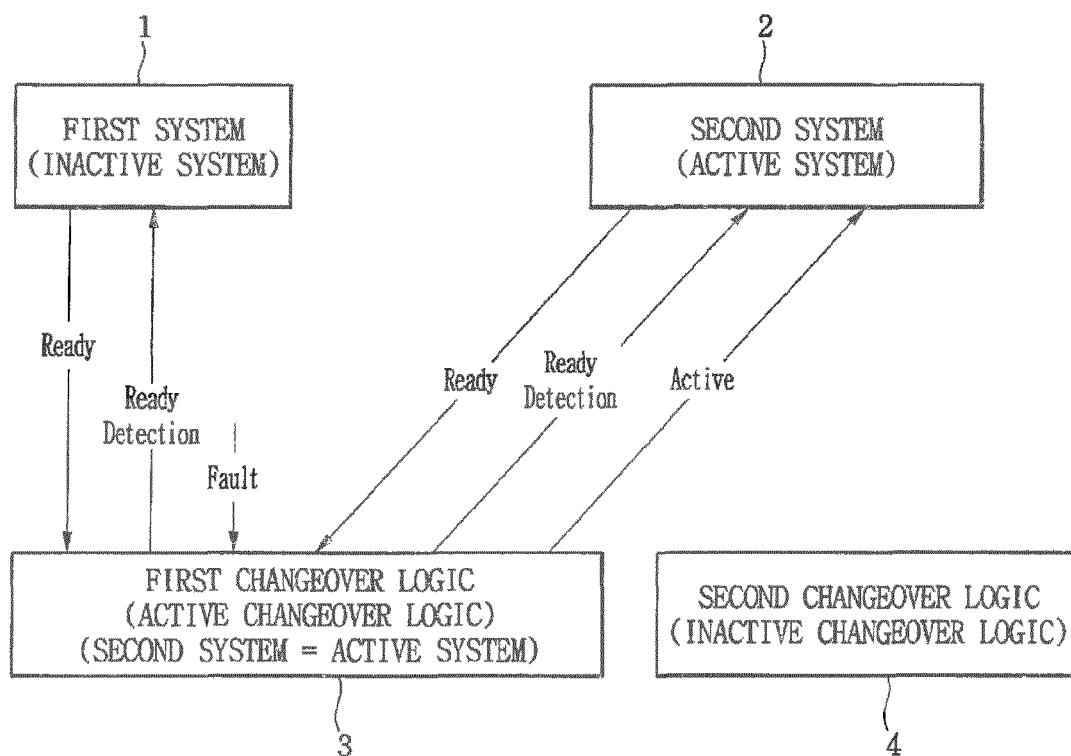 1
2
FIRST SYSTEM
(INACTIVE SYSTEM)
SECOND SYSTEM
(ACTIVE SYSTEM)
Ready
Ready
Detection
Fault
Ready
Ready
Detection
Active
FIRST CHANGEOVER LOGIC
(ACTIVE CHANGEOVER LOGIC)
(SECOND SYSTEM = ACTIVE SYSTEM)
SECOND CHANGEOVER LOGIC
(INACTIVE CHANGEOVER LOGIC)
3
4